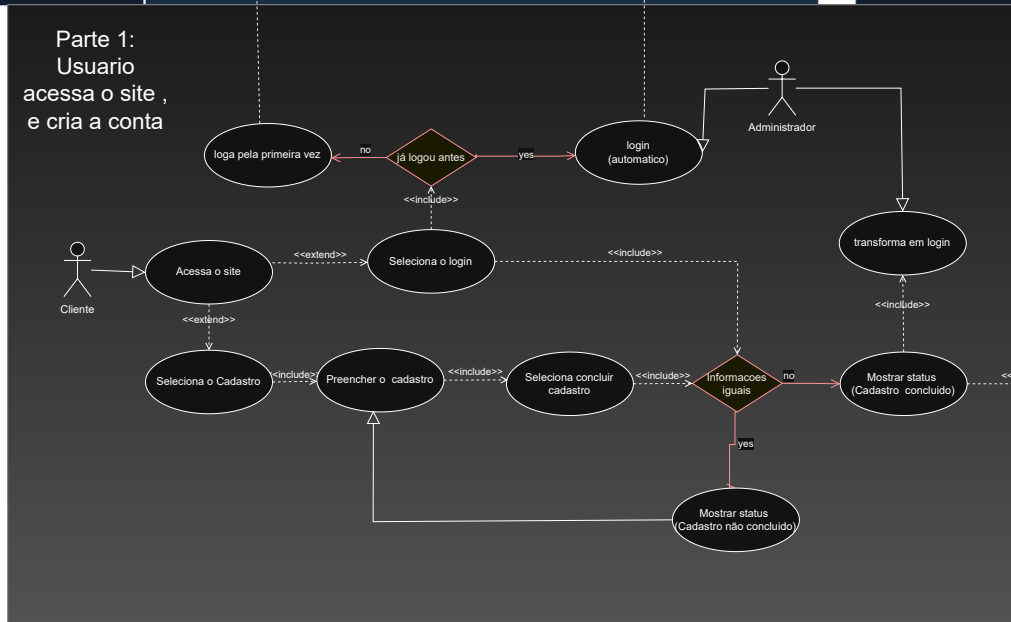 Parte 1:
Usuario
acessa o site ,
e cria a conta
Administrador
loga pela primeira vez
no
já logou antes
yes
login
(automatico)
<<include>>
transforma em login
Cliente
Acessa o site
<<extend>>
Seleciona o login
<<include>>
<<extend>>
<<include>>
Seleciona o Cadastro
<include>
Preencher o cadastro
<<include>>
Seleciona concluir
cadastro
<<include>>
Informacoes
iguais
no
Mostrar status
(Cadastro concluido)
<<
yes
Mostrar status
(Cadastro não concluido)